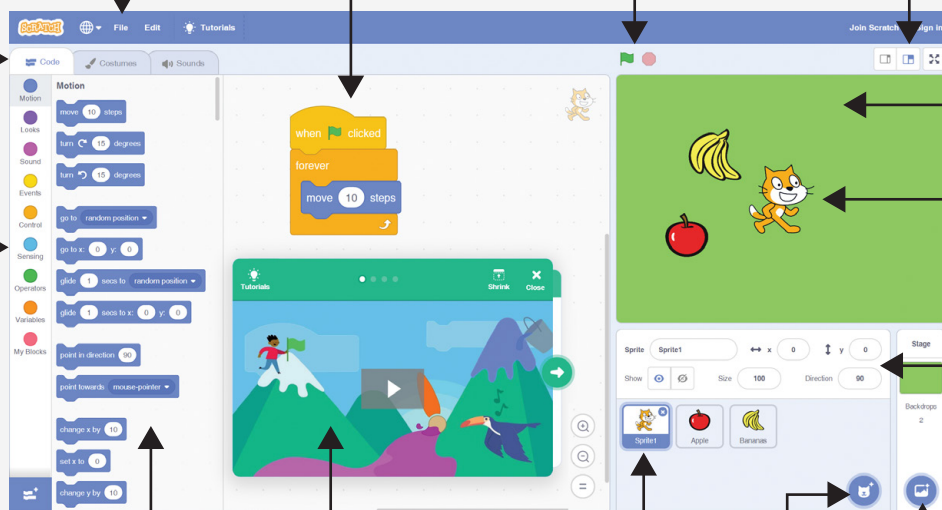 SCRATCH
File Edit Tutorials
Join Scratch
Sign in
Code Costumes Sounds
Motion
Looks
Sound
Events
Control
Sensing
Operators
Variables
My Blocks
Motion
move 10 steps
turn 15 degrees
turn 15 degrees
go to random position
go to x: 0 y: 0
glide 1 secs to random position
glide 1 secs to x: 0 y: 0
point in direction 90
point towards mouse-pointer
change x by 10
set x to 0
change y by 10
when clicked
forever
move 10 steps
Tutorials
Shrink Close
Sprite Sprite1 x 0 y 0
Show Size 100 Direction 90
Sprite1 Apple Bananas
Stage
Backdrops
2